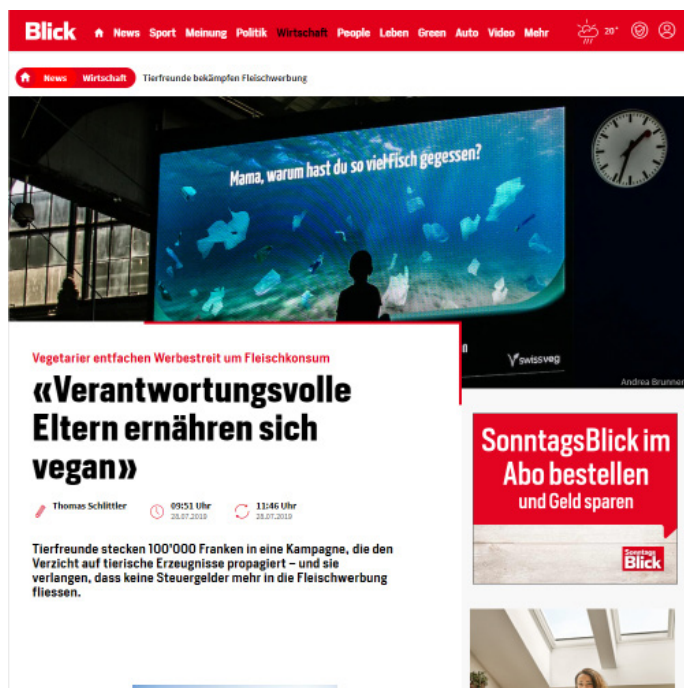 Blick News Sport Meinung Politik Wirtschaft People Leben Green Auto Video Mehr 20°
News Wirtschaft Tierfreunde bekämpfen Fleischwerbung
Mama, warum hast du so viel Fisch gegessen?
swissveg
Andrea Brunner
Vegetarier entfachen Werbestreit um Fleischkonsum
«Verantwortungsvolle
Eltern ernähren sich
vegan»
Thomas Schlittler 09:51 Uhr 11:46 Uhr
28.07.2019 28.07.2019
Tierfreunde stecken 100'000 Franken in eine Kampagne, die den
Verzicht auf tierische Erzeugnisse propagiert – und sie
verlangen, dass keine Steuergelder mehr in die Fleischwerbung
fliessen.
SonntagsBlick im
Abo bestellen
und Geld sparen
Sonntags
Blick